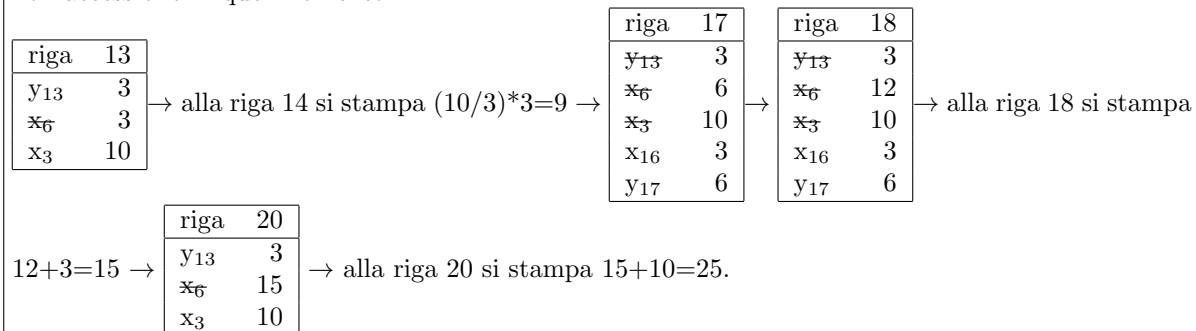 riga 13
y13 3
x6 3
x3 10
→ alla riga 14 si stampa (10/3)*3=9 →
riga 17
y13 3
x6 6
x3 10
x16 3
y17 6
→
riga 18
y13 3
x6 12
x3 10
x16 3
y17 6
→ alla riga 18 si stampa
12+3=15 →
riga 20
y13 3
x6 15
x3 10
→ alla riga 20 si stampa 15+10=25.